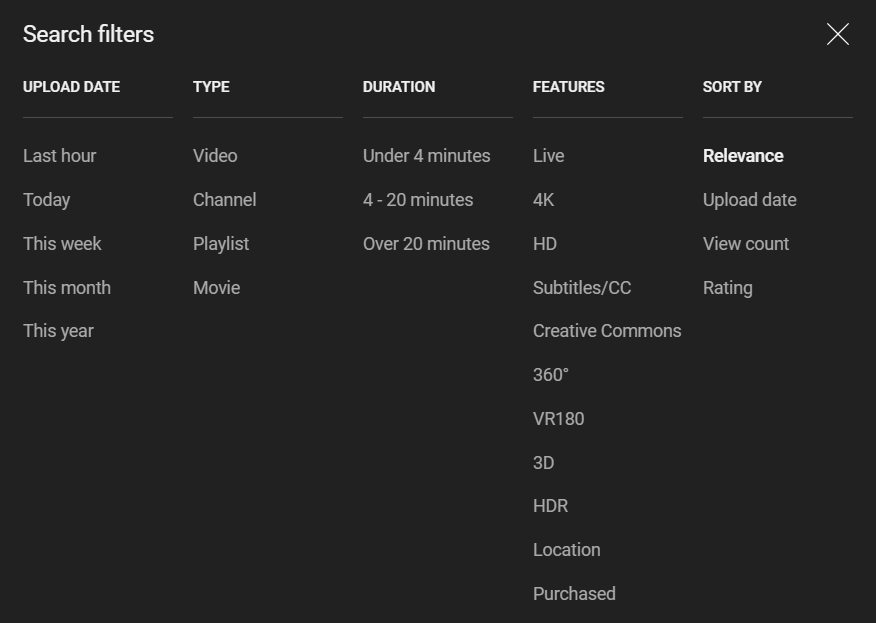 Search filters
UPLOAD DATE
Last hour
Today
This week
This month
This year
TYPE
Video
Channel
Playlist
Movie
DURATION
Under 4 minutes
4 - 20 minutes
Over 20 minutes
FEATURES
Live
4K
HD
Subtitles/CC
Creative Commons
360°
VR180
3D
HDR
Location
Purchased
SORT BY
Relevance
Upload date
View count
Rating